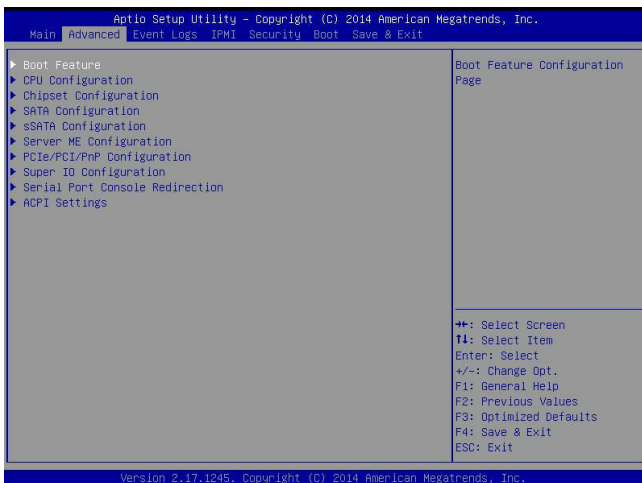 Aptio Setup Utility – Copyright (C) 2014 American Megatrends, Inc.
Main Advanced Event Logs IPMI Security Boot Save & Exit
Boot Feature
CPU Configuration
Chipset Configuration
SATA Configuration
sSATA Configuration
Server ME Configuration
PCIe/PCI/PnP Configuration
Super IO Configuration
Serial Port Console Redirection
ACPI Settings
Boot Feature Configuration
Page
→←: Select Screen
↑↓: Select Item
Enter: Select
+/-: Change Opt.
F1: General Help
F2: Previous Values
F3: Optimized Defaults
F4: Save & Exit
ESC: Exit
Version 2.17.1245. Copyright (C) 2014 American Megatrends, Inc.